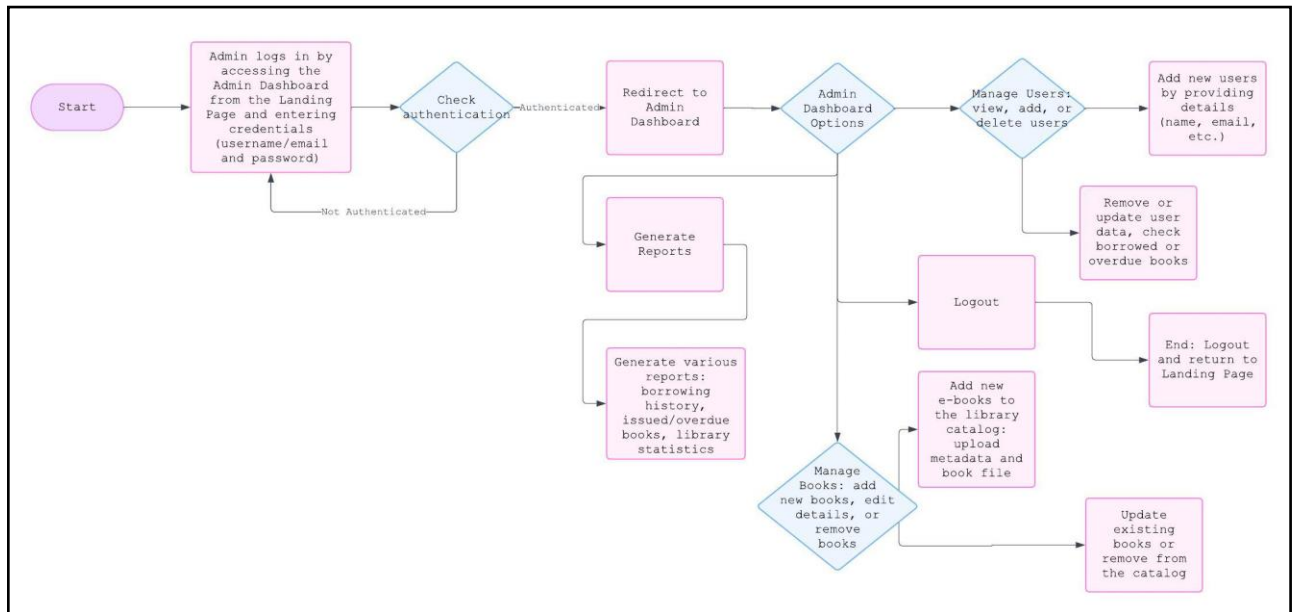 Start
Admin logs in by
accessing the
Admin Dashboard
from the Landing
Page and entering
credentials
(username/email
and password)
Check
authentication
Authenticated
Not Authenticated
Redirect to
Admin
Dashboard
Admin
Dashboard
Options
Manage Users:
view, add, or
delete users
Add new users
by providing
details
(name, email,
etc.)
Remove or
update user
data, check
borrowed or
overdue books
Generate
Reports
Generate various
reports:
borrowing
history,
issued/overdue
books, library
statistics
Logout
End: Logout
and return to
Landing Page
Manage
Books: add
new books, edit
details, or
remove
books
Add new
e-books to
the library
catalog:
upload
metadata and
book file
Update
existing
books or
remove from
the catalog